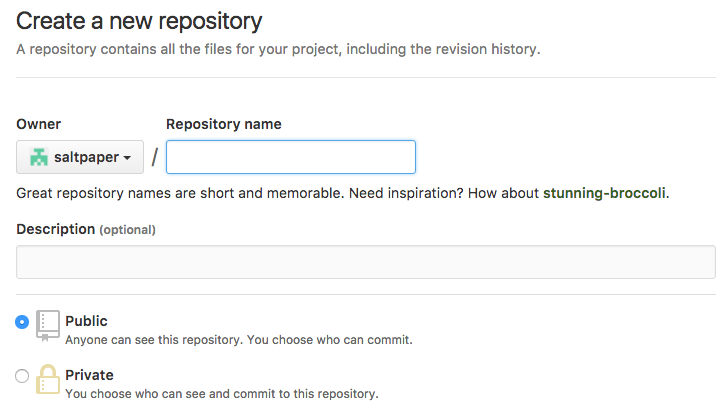 Create a new repository
A repository contains all the files for your project, including the revision history.
Owner
Repository name
saltpaper
/
Great repository names are short and memorable. Need inspiration? How about stunning-broccoli.
Description (optional)
Public
Anyone can see this repository. You choose who can commit.
Private
You choose who can see and commit to this repository.